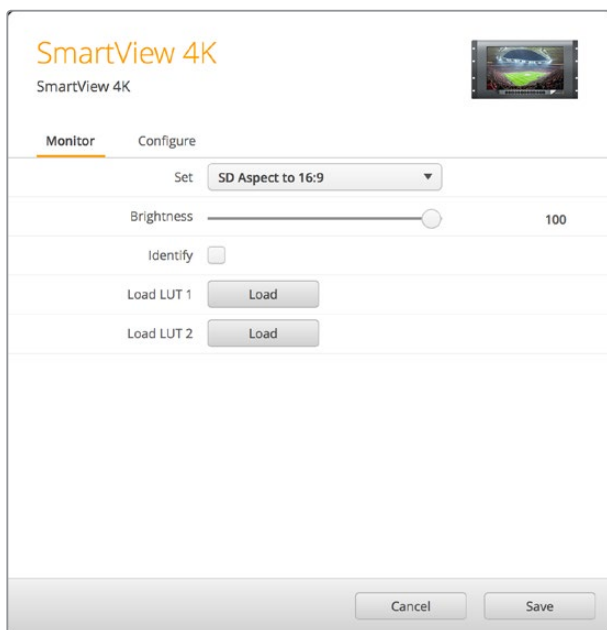 SmartView 4K
SmartView 4K
Monitor Configure
Set SD Aspect to 16:9
Brightness 100
Identify
Load LUT 1 Load
Load LUT 2 Load
Cancel Save